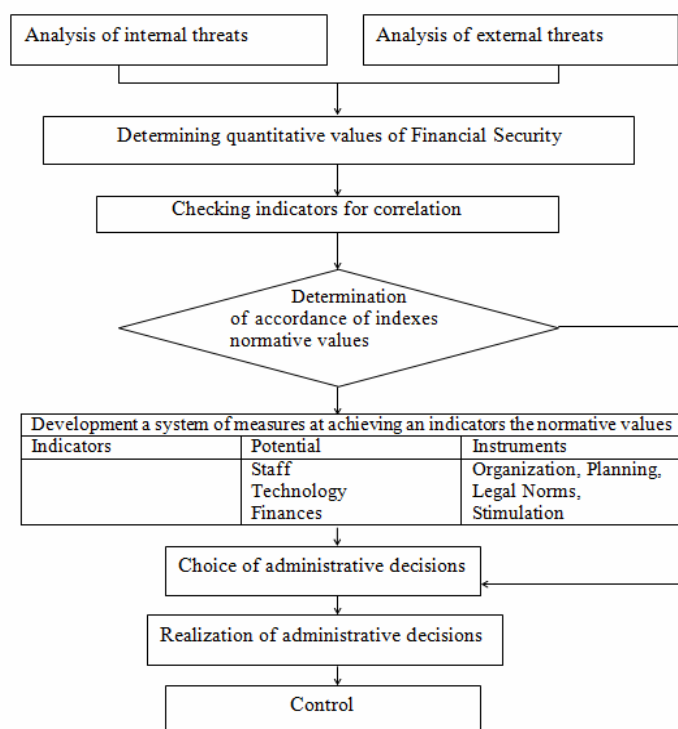 Analysis of internal threats
Analysis of external threats
Determining quantitative values of Financial Security
Checking indicators for correlation
Determination
of accordance of indexes
normative values
Development a system of measures at achieving an indicators the normative values
Indicators
Potential
Instruments
Staff
Technology
Finances
Organization, Planning,
Legal Norms,
Stimulation
Choice of administrative decisions
Realization of administrative decisions
Control